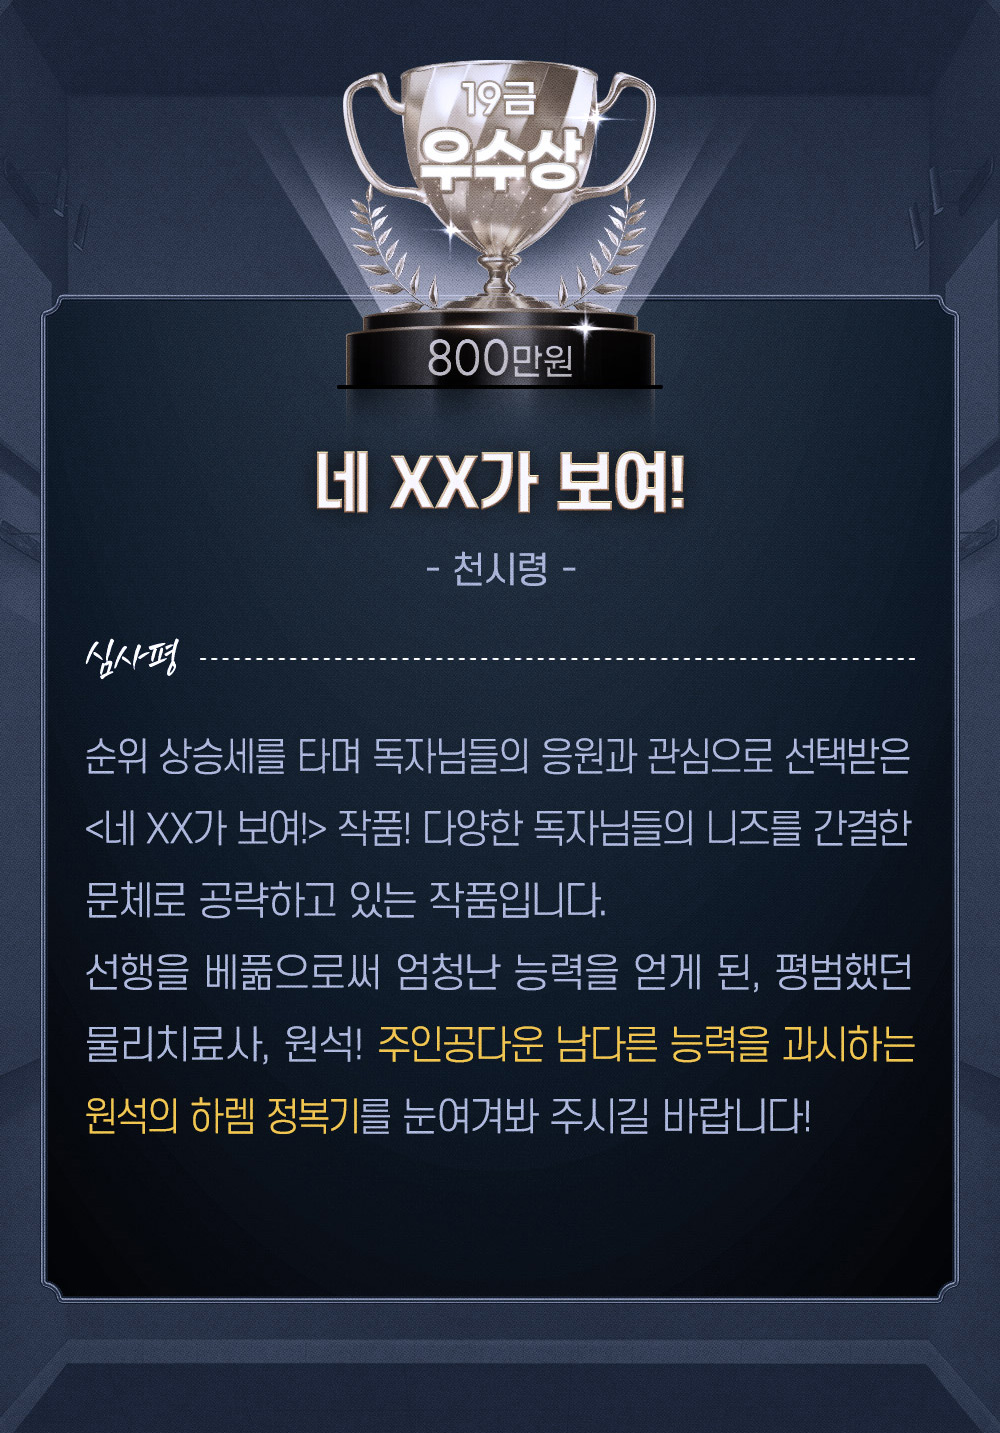 19금
우수상
800만원
네 XX가 보여!
- 천시령 -
심사평
순위 상승세를 타며 독자님들의 응원과 관심으로 선택받은
<네 XX가 보여!> 작품! 다양한 독자님들의 니즈를 간결한
문체로 공략하고 있는 작품입니다.
선행을 베풂으로써 엄청난 능력을 얻게 된, 평범했던
물리치료사, 원석! 주인공다운 남다른 능력을 과시하는
원석의 하렘 정복기를 눈여겨봐 주시길 바랍니다!